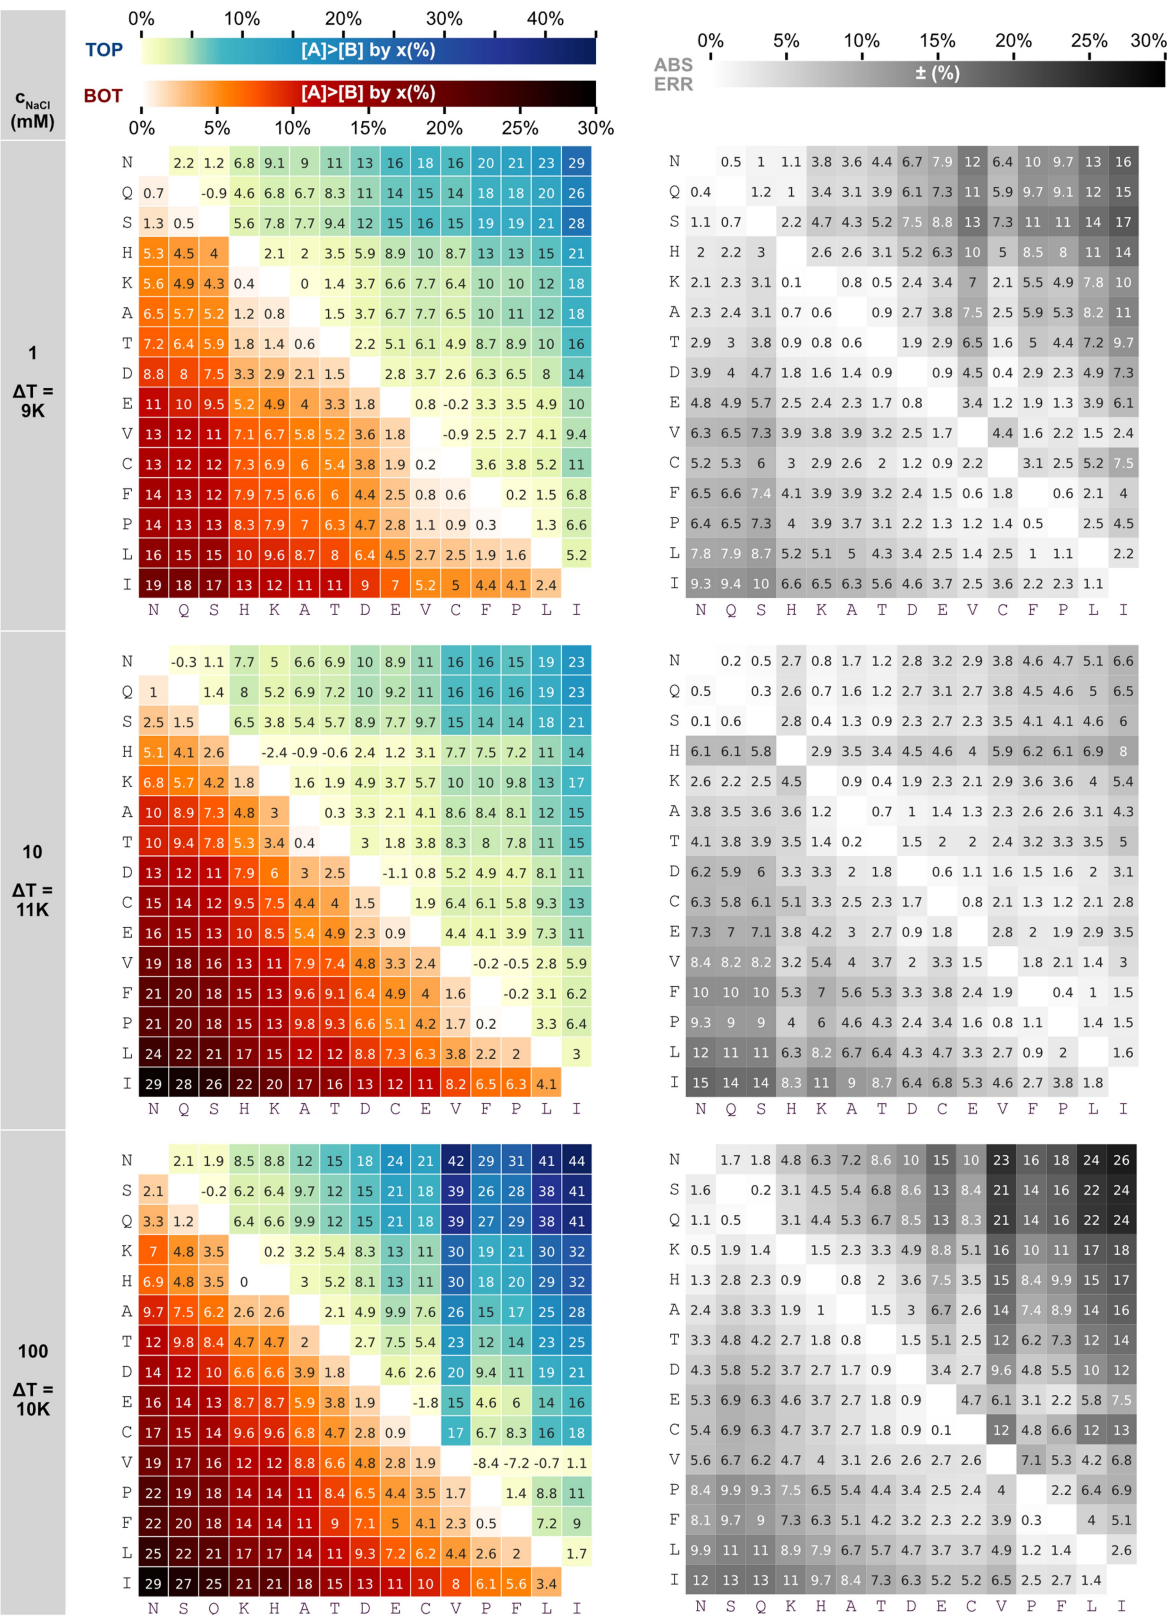 0% 10% 20% 30% 40%
TOP [A]>[B] by x(%)
BOT [A]>[B] by x(%)
0% 5% 10% 15% 20% 25% 30%
0% 5% 10% 15% 20% 25% 30%
ABS
ERR
± (%)
cNaCl
(mM)
1
ΔT =
9K
N 2.2 1.2 6.8 9.1 9 11 13 16 18 16 20 21 23 29
Q 0.7 -0.9 4.6 6.8 6.7 8.3 11 14 15 14 18 18 20 26
S 1.3 0.5 5.6 7.8 7.7 9.4 12 15 16 15 19 19 21 28
H 5.3 4.5 4 2.1 2 3.5 5.9 8.9 10 8.7 13 13 15 21
K 5.6 4.9 4.3 0.4 0 1.4 3.7 6.6 7.7 6.4 10 10 12 18
A 6.5 5.7 5.2 1.2 0.8 1.5 3.7 6.7 7.7 6.5 10 11 12 18
T 7.2 6.4 5.9 1.8 1.4 0.6 2.2 5.1 6.1 4.9 8.7 8.9 10 16
D 8.8 8 7.5 3.3 2.9 2.1 1.5 2.8 3.7 2.6 6.3 6.5 8 14
E 11 10 9.5 5.2 4.9 4 3.3 1.8 0.8 -0.2 3.3 3.5 4.9 10
V 13 12 11 7.1 6.7 5.8 5.2 3.6 1.8 -0.9 2.5 2.7 4.1 9.4
C 13 12 12 7.3 6.9 6 5.4 3.8 1.9 0.2 3.6 3.8 5.2 11
F 14 13 12 7.9 7.5 6.6 6 4.4 2.5 0.8 0.6 0.2 1.5 6.8
P 14 13 13 8.3 7.9 7 6.3 4.7 2.8 1.1 0.9 0.3 1.3 6.6
L 16 15 15 10 9.6 8.7 8 6.4 4.5 2.7 2.5 1.9 1.6 5.2
I 19 18 17 13 12 11 11 9 7 5.2 5 4.4 4.1 2.4
N Q S H K A T D E V C F P L I
N 0.5 1 1.1 3.8 3.6 4.4 6.7 7.9 12 6.4 10 9.7 13 16
Q 0.4 1.2 1 3.4 3.1 3.9 6.1 7.3 11 5.9 9.7 9.1 12 15
S 1.1 0.7 2.2 4.7 4.3 5.2 7.5 8.8 13 7.3 11 11 14 17
H 2 2.2 3 2.6 2.6 3.1 5.2 6.3 10 5 8.5 8 11 14
K 2.1 2.3 3.1 0.1 0.8 0.5 2.4 3.4 7 2.1 5.5 4.9 7.8 10
A 2.3 2.4 3.1 0.7 0.6 0.9 2.7 3.8 7.5 2.5 5.9 5.3 8.2 11
T 2.9 3 3.8 0.9 0.8 0.6 1.9 2.9 6.5 1.6 5 4.4 7.2 9.7
D 3.9 4 4.7 1.8 1.6 1.4 0.9 0.9 4.5 0.4 2.9 2.3 4.9 7.3
E 4.8 4.9 5.7 2.5 2.4 2.3 1.7 0.8 3.4 1.2 1.9 1.3 3.9 6.1
V 6.3 6.5 7.3 3.9 3.8 3.9 3.2 2.5 1.7 4.4 1.6 2.2 1.5 2.4
C 5.2 5.3 6 3 2.9 2.6 2 1.2 0.9 2.2 3.1 2.5 5.2 7.5
F 6.5 6.6 7.4 4.1 3.9 3.9 3.2 2.4 1.5 0.6 1.8 0.6 2.1 4
P 6.4 6.5 7.3 4 3.9 3.7 3.1 2.2 1.3 1.2 1.4 0.5 2.5 4.5
L 7.8 7.9 8.7 5.2 5.1 5 4.3 3.4 2.5 1.4 2.5 1 1.1 2.2
I 9.3 9.4 10 6.6 6.5 6.3 5.6 4.6 3.7 2.5 3.6 2.2 2.3 1.1
N Q S H K A T D E V C F P L I
10
ΔT =
11K
N -0.3 1.1 7.7 5 6.6 6.9 10 8.9 11 16 16 15 19 23
Q 1 1.4 8 5.2 6.9 7.2 10 9.2 11 16 16 16 19 23
S 2.5 1.5 6.5 3.8 5.4 5.7 8.9 7.7 9.7 15 14 14 18 21
H 5.1 4.1 2.6 -2.4 -0.9 -0.6 2.4 1.2 3.1 7.7 7.5 7.2 11 14
K 6.8 5.7 4.2 1.8 1.6 1.9 4.9 3.7 5.7 10 10 9.8 13 17
A 10 8.9 7.3 4.8 3 0.3 3.3 2.1 4.1 8.6 8.4 8.1 12 15
T 10 9.4 7.8 5.3 3.4 0.4 3 1.8 3.8 8.3 8 7.8 11 15
D 13 12 11 7.9 6 3 2.5 -1.1 0.8 5.2 4.9 4.7 8.1 11
C 15 14 12 9.5 7.5 4.4 4 1.5 1.9 6.4 6.1 5.8 9.3 13
E 16 15 13 10 8.5 5.4 4.9 2.3 0.9 4.4 4.1 3.9 7.3 11
V 19 18 16 13 11 7.9 7.4 4.8 3.3 2.4 -0.2 -0.5 2.8 5.9
F 21 20 18 15 13 9.6 9.1 6.4 4.9 4 1.6 -0.2 3.1 6.2
P 21 20 18 15 13 9.8 9.3 6.6 5.1 4.2 1.7 0.2 3.3 6.4
L 24 22 21 17 15 12 12 8.8 7.3 6.3 3.8 2.2 2 3
I 29 28 26 22 20 17 16 13 12 11 8.2 6.5 6.3 4.1
N Q S H K A T D C E V F P L I
N 0.2 0.5 2.7 0.8 1.7 1.2 2.8 3.2 2.9 3.8 4.6 4.7 5.1 6.6
Q 0.5 0.3 2.6 0.7 1.6 1.2 2.7 3.1 2.7 3.8 4.5 4.6 5 6.5
S 0.1 0.6 2.8 0.4 1.3 0.9 2.3 2.7 2.3 3.5 4.1 4.1 4.6 6
H 6.1 6.1 5.8 2.9 3.5 3.4 4.5 4.6 4 5.9 6.2 6.1 6.9 8
K 2.6 2.2 2.5 4.5 0.9 0.4 1.9 2.3 2.1 2.9 3.6 3.6 4 5.4
A 3.8 3.5 3.6 3.6 1.2 0.7 1 1.4 1.3 2.3 2.6 2.6 3.1 4.3
T 4.1 3.8 3.9 3.5 1.4 0.2 1.5 2 2 2.4 3.2 3.3 3.5 5
D 6.2 5.9 6 3.3 3.3 2 1.8 0.6 1.1 1.6 1.5 1.6 2 3.1
C 6.3 5.8 6.1 5.1 3.3 2.5 2.3 1.7 0.8 2.1 1.3 1.2 2.1 2.8
E 7.3 7 7.1 3.8 4.2 3 2.7 0.9 1.8 2.8 2 1.9 2.9 3.5
V 8.4 8.2 8.2 3.2 5.4 4 3.7 2 3.3 1.5 1.8 2.1 1.4 3
F 10 10 10 5.3 7 5.6 5.3 3.3 3.8 2.4 1.9 0.4 1 1.5
P 9.3 9 9 4 6 4.6 4.3 2.4 3.4 1.6 0.8 1.1 1.4 1.5
L 12 11 11 6.3 8.2 6.7 6.4 4.3 4.7 3.3 2.7 0.9 2 1.6
I 15 14 14 8.3 11 9 8.7 6.4 6.8 5.3 4.6 2.7 3.8 1.8
N Q S H K A T D C E V F P L I
100
ΔT =
10K
N 2.1 1.9 8.5 8.8 12 15 18 24 21 42 29 31 41 44
S 2.1 -0.2 6.2 6.4 9.7 12 15 21 18 39 26 28 38 41
Q 3.3 1.2 6.4 6.6 9.9 12 15 21 18 39 27 29 38 41
K 7 4.8 3.5 0.2 3.2 5.4 8.3 13 11 30 19 21 30 32
H 6.9 4.8 3.5 0 3 5.2 8.1 13 11 30 18 20 29 32
A 9.7 7.5 6.2 2.6 2.6 2.1 4.9 9.9 7.6 26 15 17 25 28
T 12 9.8 8.4 4.7 4.7 2 2.7 7.5 5.4 23 12 14 23 25
D 14 12 10 6.6 6.6 3.9 1.8 4.6 2.6 20 9.4 11 19 21
E 16 14 13 8.7 8.7 5.9 3.8 1.9 -1.8 15 4.6 6 14 16
C 17 15 14 9.6 9.6 6.8 4.7 2.8 0.9 17 6.7 8.3 16 18
V 19 17 16 12 12 8.8 6.6 4.8 2.8 1.9 -8.4 -7.2 -0.7 1.1
P 22 19 18 14 14 11 8.4 6.5 4.4 3.5 1.7 1.4 8.8 11
F 22 20 18 14 14 11 9 7.1 5 4.1 2.3 0.5 7.2 9
L 25 22 21 17 17 14 11 9.3 7.2 6.2 4.4 2.6 2 1.7
I 29 27 25 21 21 18 15 13 11 10 8 6.1 5.6 3.4
N S Q K H A T D E C V P F L I
N 1.7 1.8 4.8 6.3 7.2 8.6 10 15 10 23 16 18 24 26
S 1.6 0.2 3.1 4.5 5.4 6.8 8.6 13 8.4 21 14 16 22 24
Q 1.1 0.5 3.1 4.4 5.3 6.7 8.5 13 8.3 21 14 16 22 24
K 0.5 1.9 1.4 1.5 2.3 3.3 4.9 8.8 5.1 16 10 11 17 18
H 1.3 2.8 2.3 0.9 0.8 2 3.6 7.5 3.5 15 8.4 9.9 15 17
A 2.4 3.8 3.3 1.9 1 1.5 3 6.7 2.6 14 7.4 8.9 14 16
T 3.3 4.8 4.2 2.7 1.8 0.8 1.5 5.1 2.5 12 6.2 7.3 12 14
D 4.3 5.8 5.2 3.7 2.7 1.7 0.9 3.4 2.7 9.6 4.8 5.5 10 12
E 5.3 6.9 6.3 4.6 3.7 2.7 1.8 0.9 4.7 6.1 3.1 2.2 5.8 7.5
C 5.4 6.9 6.3 4.7 3.7 2.7 1.8 0.9 0.1 12 4.8 6.6 12 13
V 5.6 6.7 6.2 4.7 4 3.1 2.6 2.6 2.7 2.6 7.1 5.3 4.2 6.8
P 8.4 9.9 9.3 7.5 6.5 5.4 4.4 3.4 2.5 2.4 4 2.2 6.4 6.9
F 8.1 9.7 9 7.3 6.3 5.1 4.2 3.2 2.3 2.2 3.9 0.3 4 5.1
L 9.9 11 11 8.9 7.9 6.7 5.7 4.7 3.7 3.7 4.9 1.2 1.4 2.6
I 12 13 13 11 9.7 8.4 7.3 6.3 5.2 5.2 6.5 2.5 2.7 1.4
N S Q K H A T D E C V P F L I